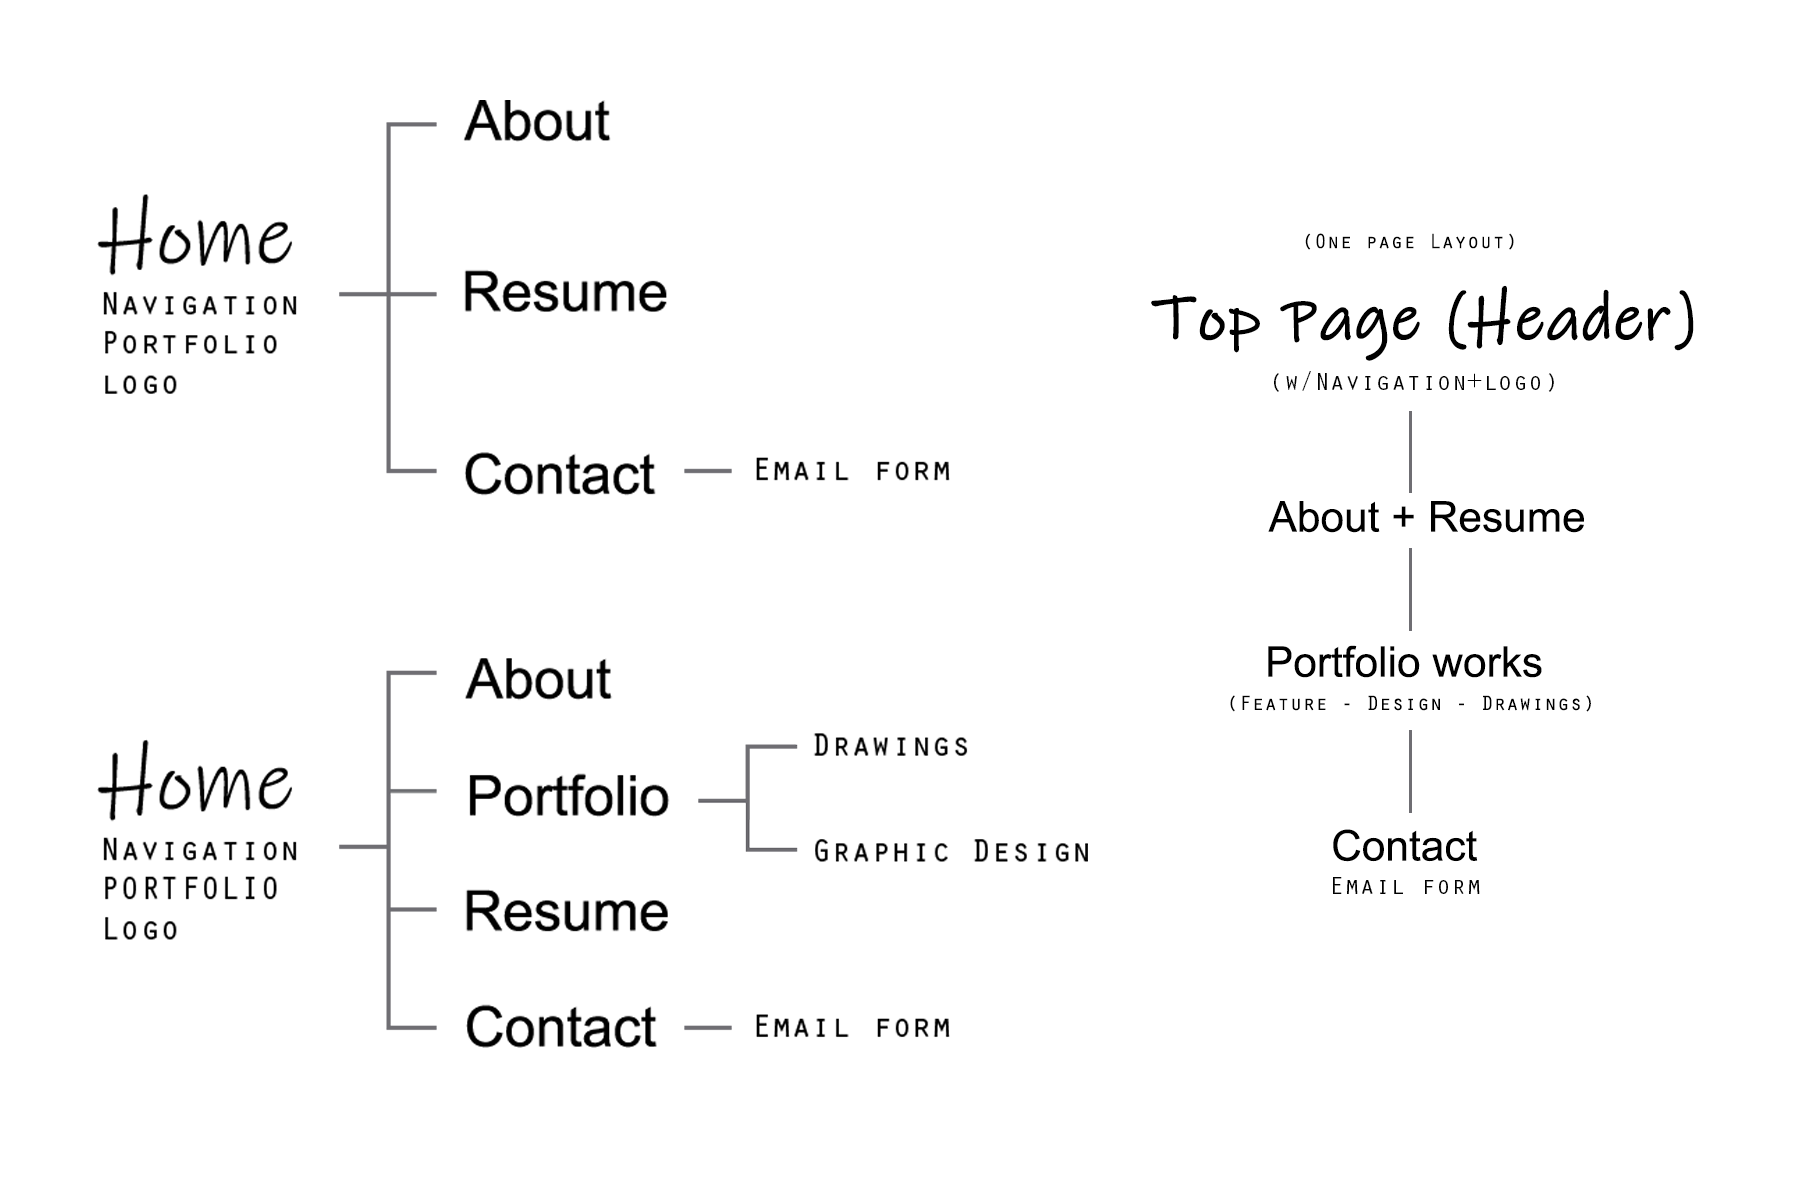 About
Home
Navigation
Portfolio
logo
Resume
Contact
Email form
About
Home
Navigation
portfolio
Logo
Portfolio
Drawings
Graphic Design
Resume
Contact
Email form
(One page Layout)
Top Page (Header)
(w/Navigation+logo)
About + Resume
Portfolio works
(Feature - Design - Drawings)
Contact
Email form